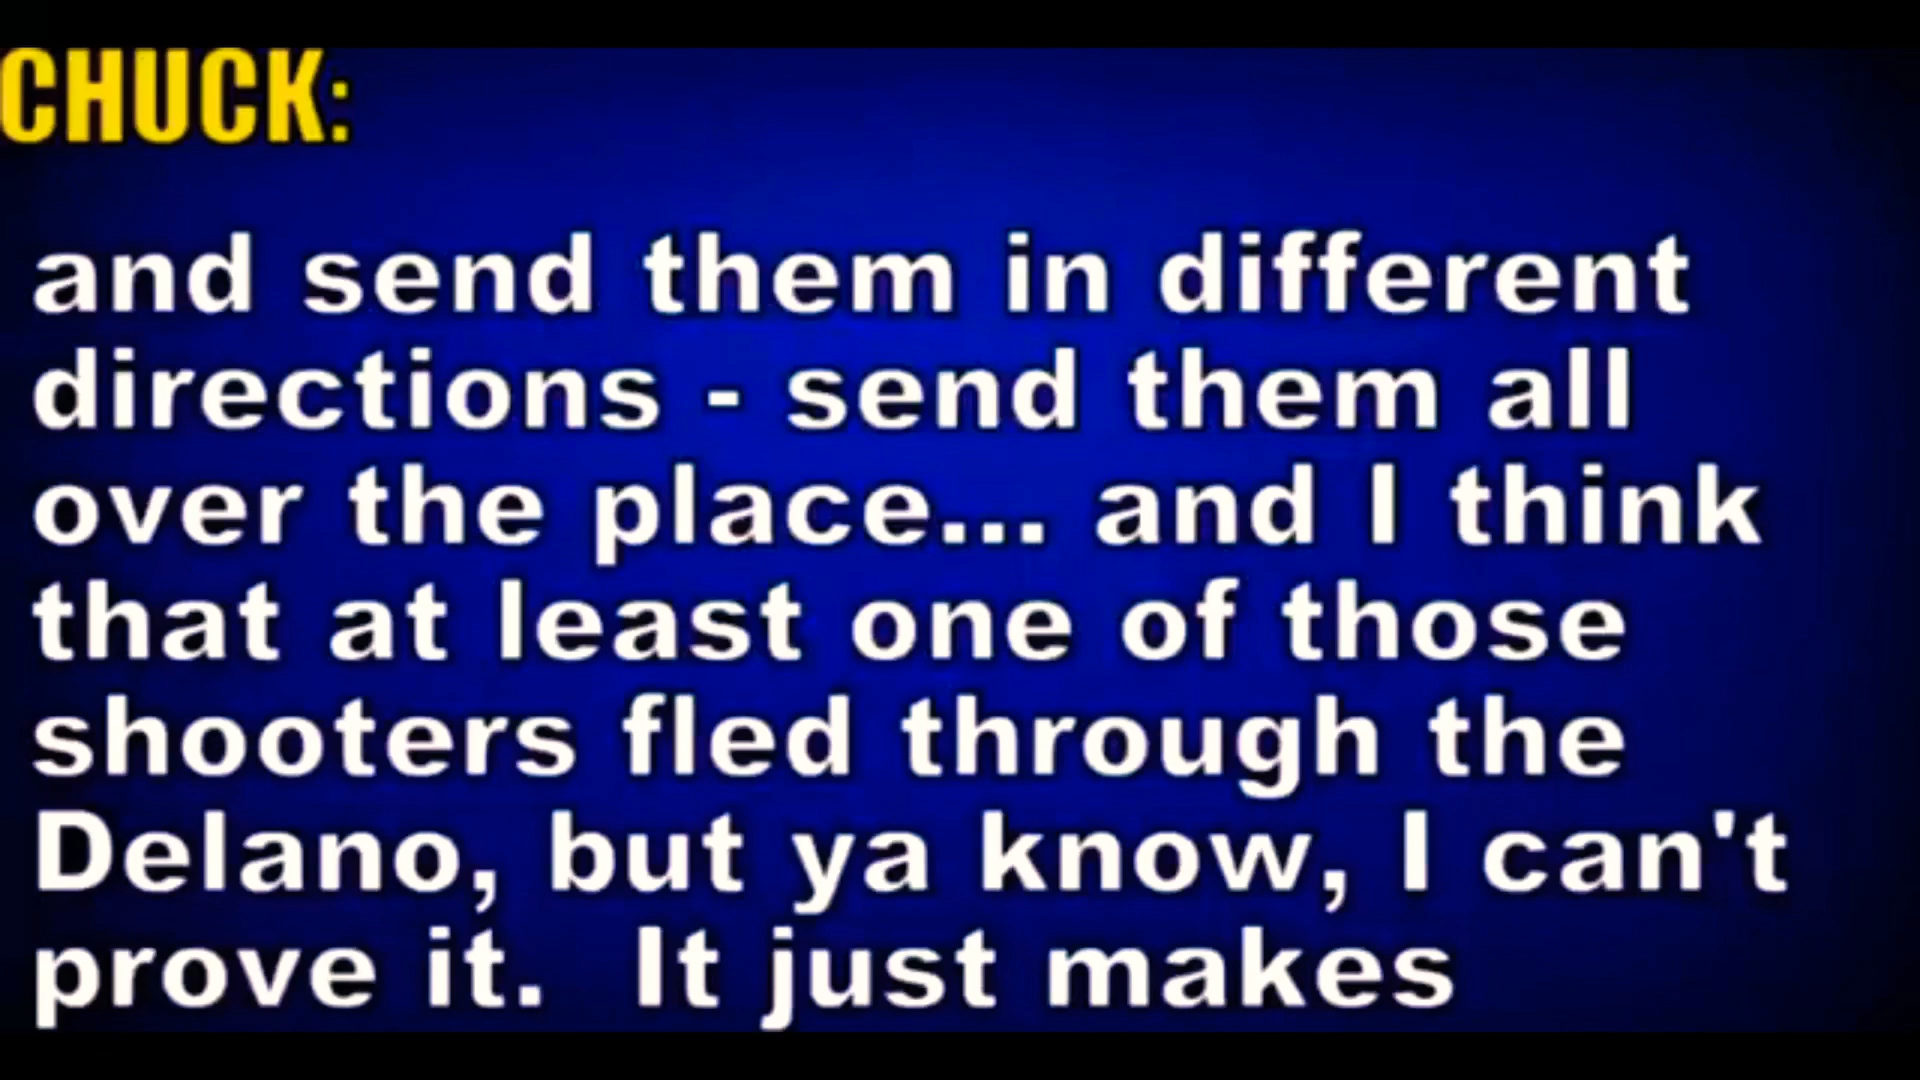 CHUCK:
and send them in different
directions - send them all
over the place... and I think
that at least one of those
shooters fled through the
Delano, but ya know, I can't
prove it.  It just makes